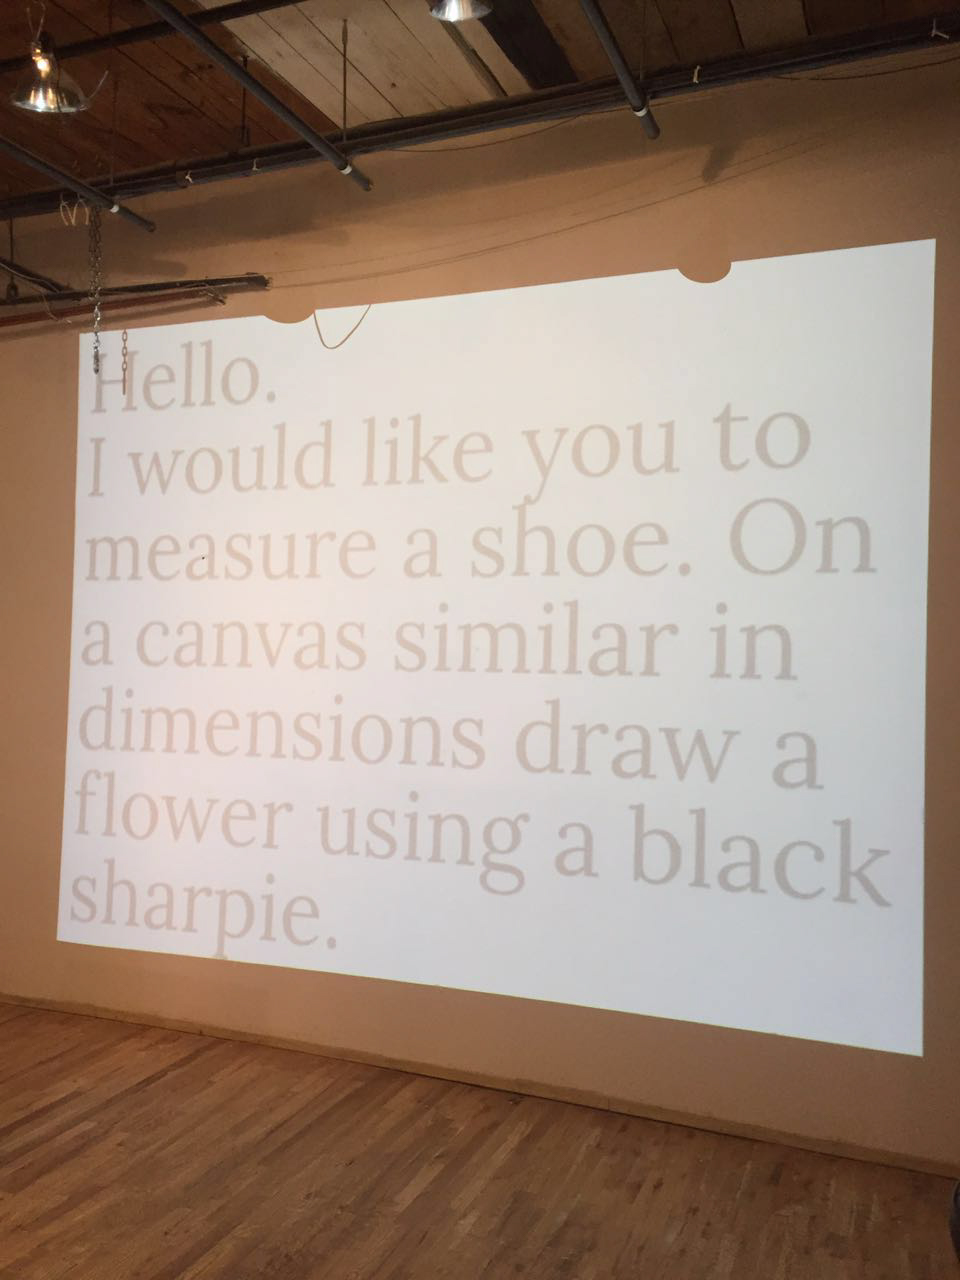 Hello.
I would like you to
measure a shoe. On
a canvas similar in
dimensions draw a
flower using a black
sharpie.